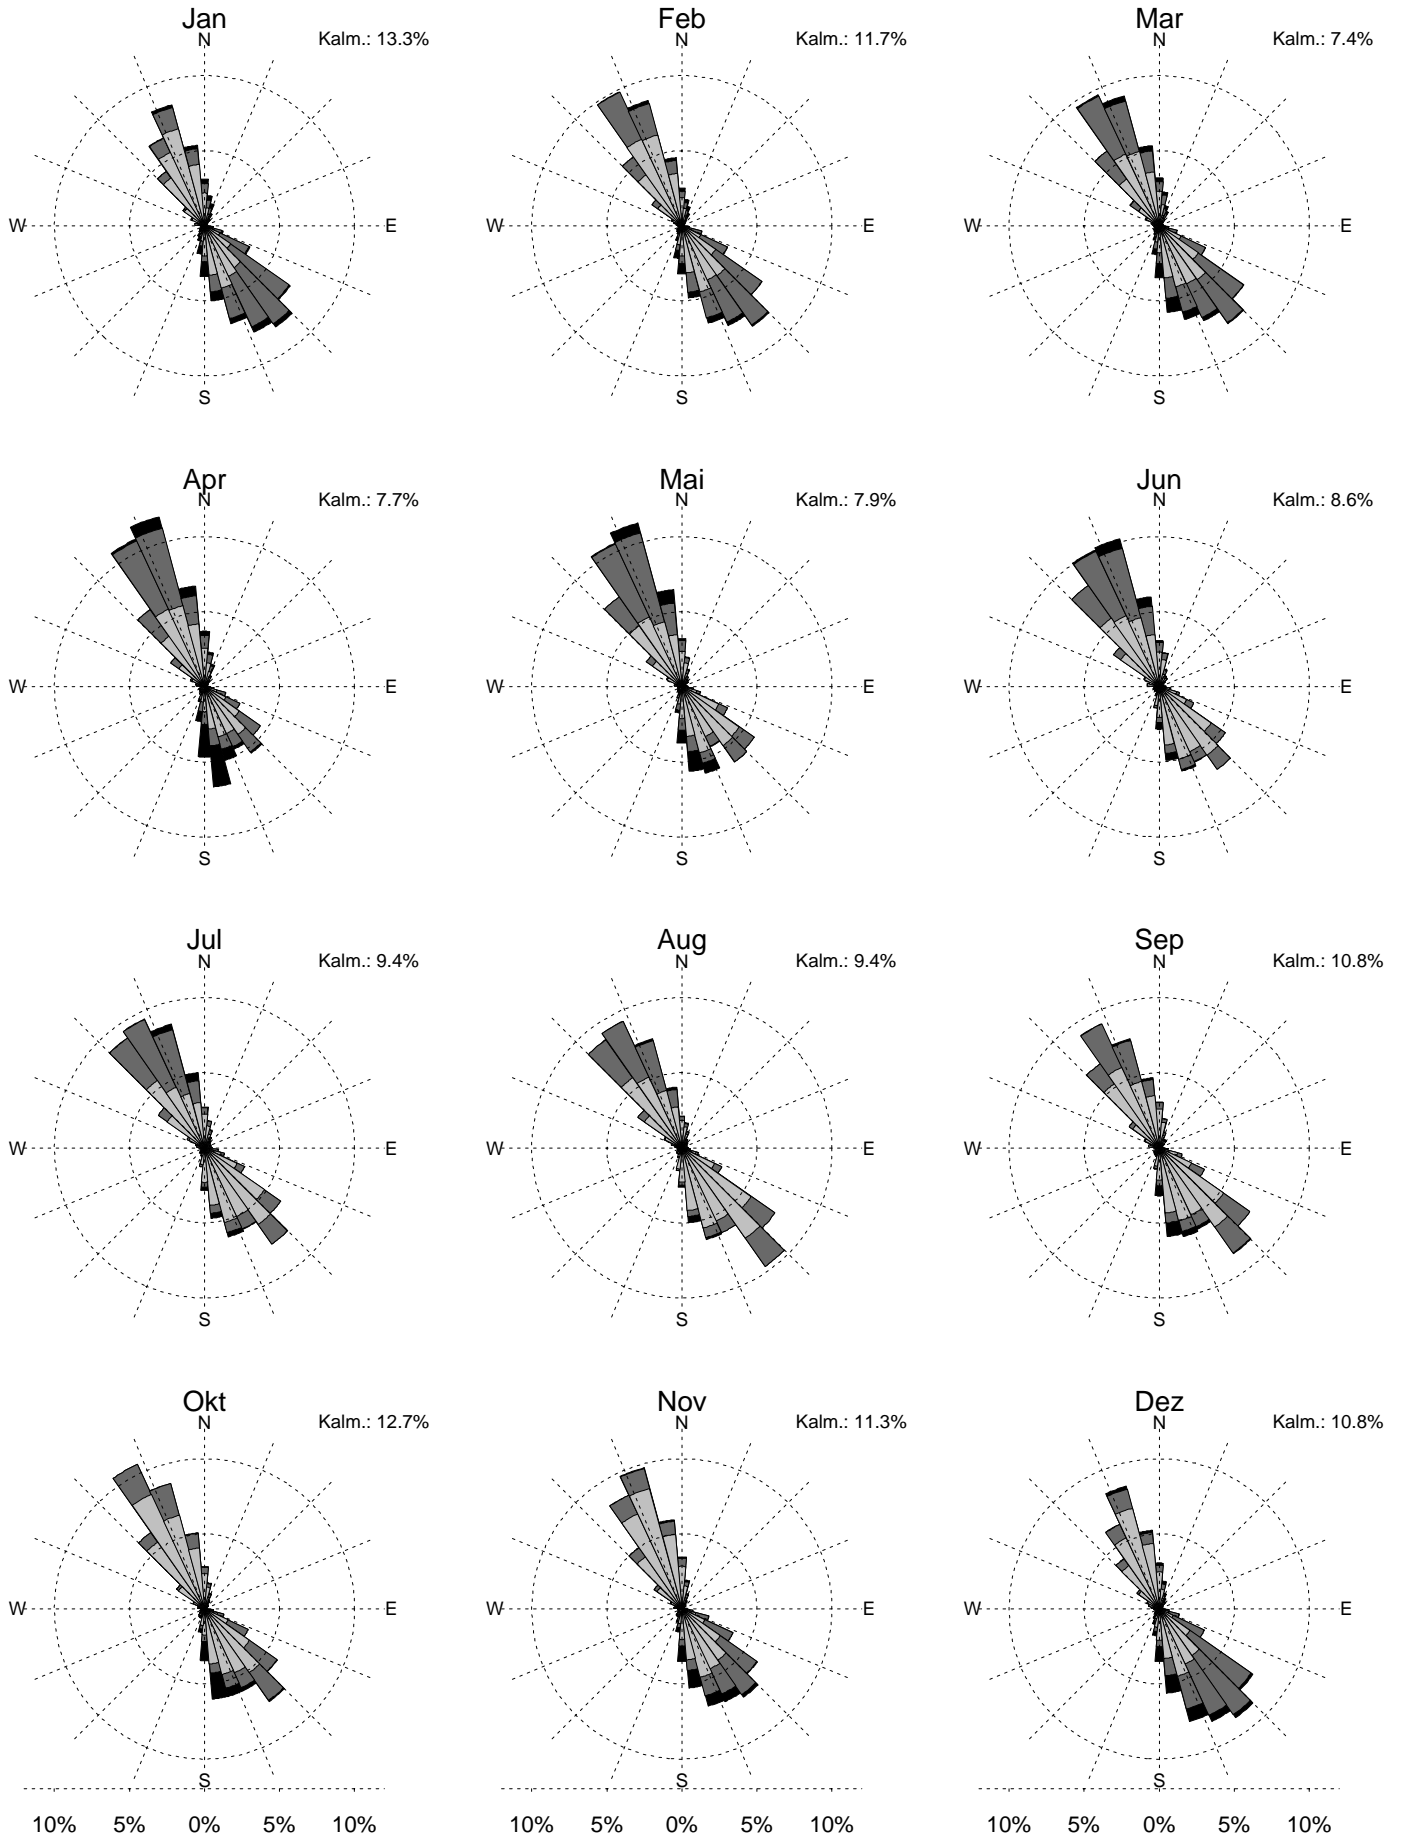 Jan
N
Kalm.: 13.3%
W
E
S
Feb
N
Kalm.: 11.7%
W
E
S
Mar
N
Kalm.: 7.4%
W
E
S
Apr
N
Kalm.: 7.7%
W
E
S
Mai
N
Kalm.: 7.9%
W
E
S
Jun
N
Kalm.: 8.6%
W
E
S
Jul
N
Kalm.: 9.4%
W
E
S
Aug
N
Kalm.: 9.4%
W
E
S
Sep
N
Kalm.: 10.8%
W
E
S
Okt
N
Kalm.: 12.7%
W
E
S
Nov
N
Kalm.: 11.3%
W
E
S
Dez
N
Kalm.: 10.8%
W
E
S
10% 5% 0% 5% 10%
10% 5% 0% 5% 10%
10% 5% 0% 5% 10%